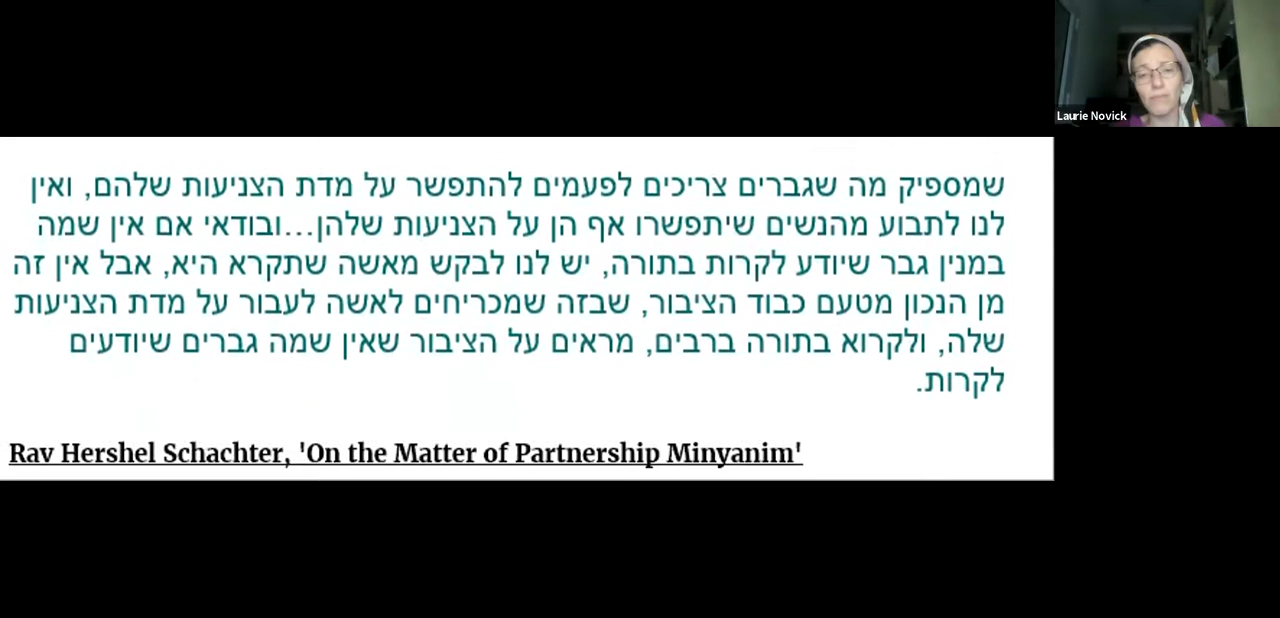 Laurie Novick
שמספיק מה שגברים צריכים לפעמים להתפשר על מדת הצניעות שלהם, ואין
לנו לתבוע מהנשים שיתפשרו אף הן על הצניעות שלהן...ובודאי אם אין שמה
במנין גבר שיודע לקרות בתורה, יש לנו לבקש מאשה שתקרא היא, אבל אין זה
מן הנכון מטעם כבוד הציבור, שבזה שמכריחים לאשה לעבור על מדת הצניעות
שלה, ולקרוא בתורה ברבים, מראים על הציבור שאין שמה גברים שיודעים
לקרות.
Rav Hershel Schachter, 'On the Matter of Partnership Minyanim'